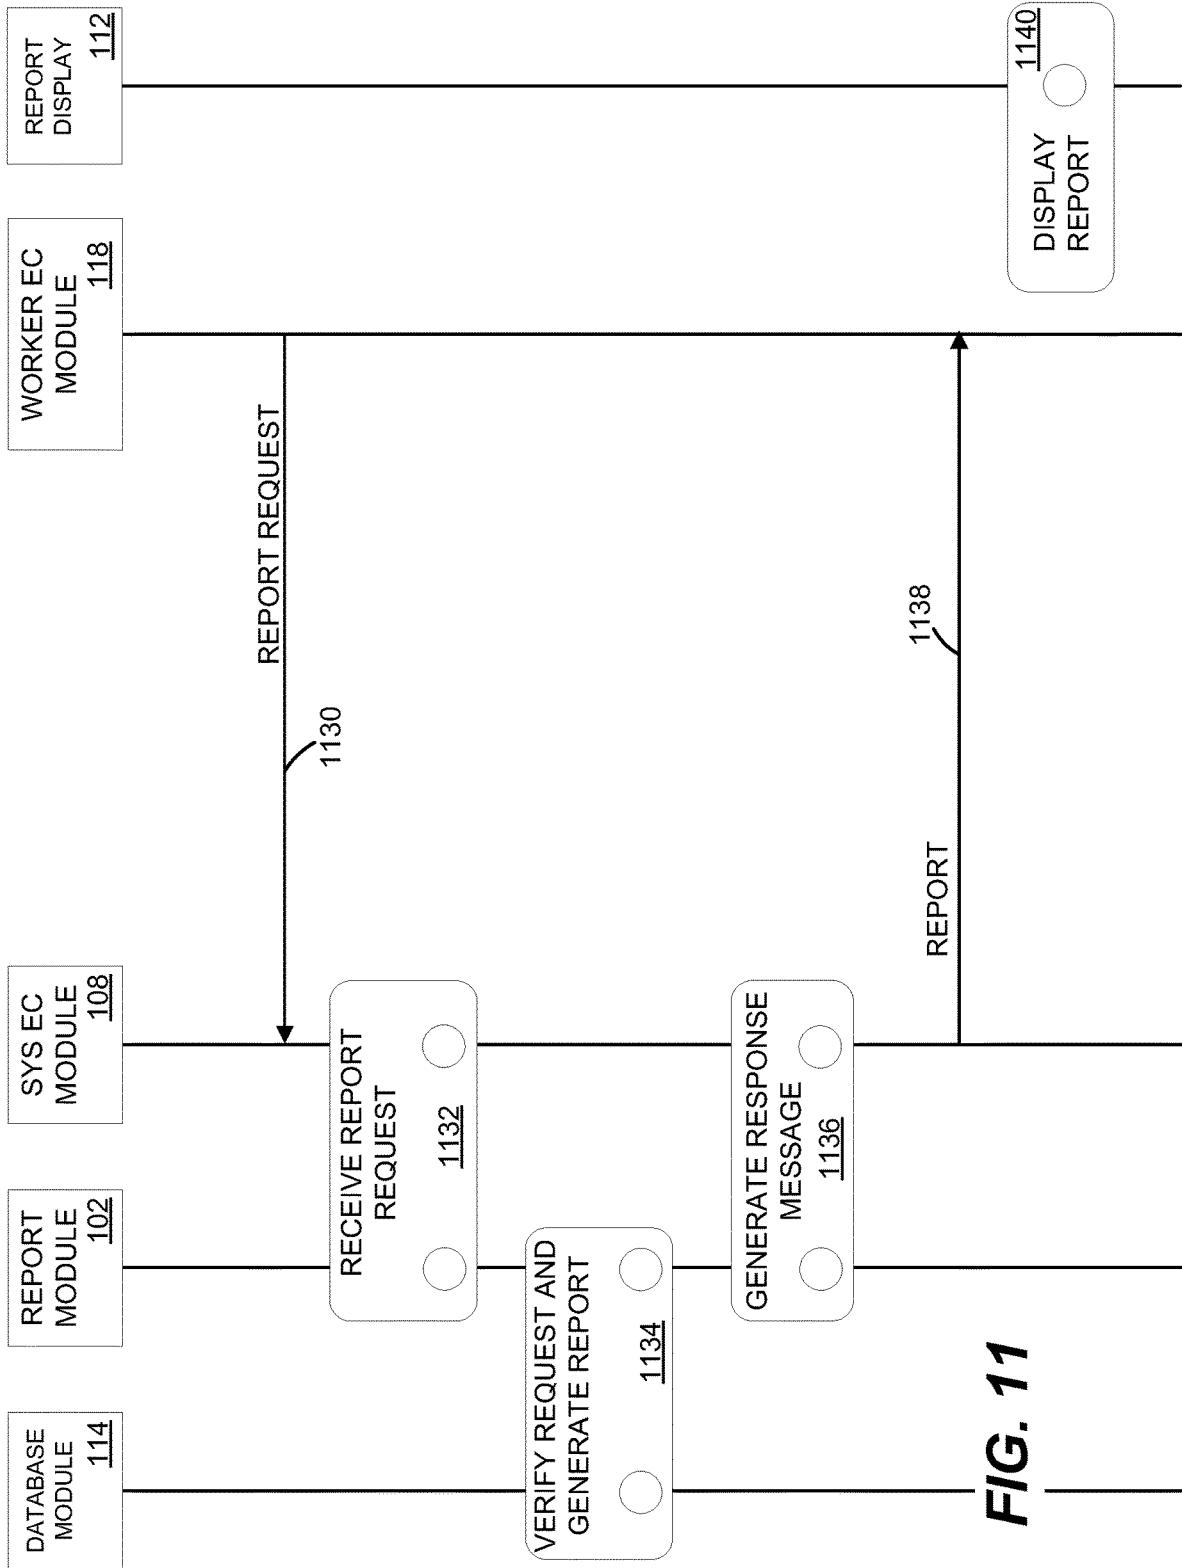 DATABASE
MODULE
114
REPORT
MODULE
102
SYS EC
MODULE
108
WORKER EC
MODULE
118
REPORT
DISPLAY
112
REPORT REQUEST
1130
RECEIVE REPORT
REQUEST
1132
VERIFY REQUEST AND
GENERATE REPORT
1134
GENERATE RESPONSE
MESSAGE
1136
REPORT
1138
DISPLAY
REPORT
1140
FIG. 11